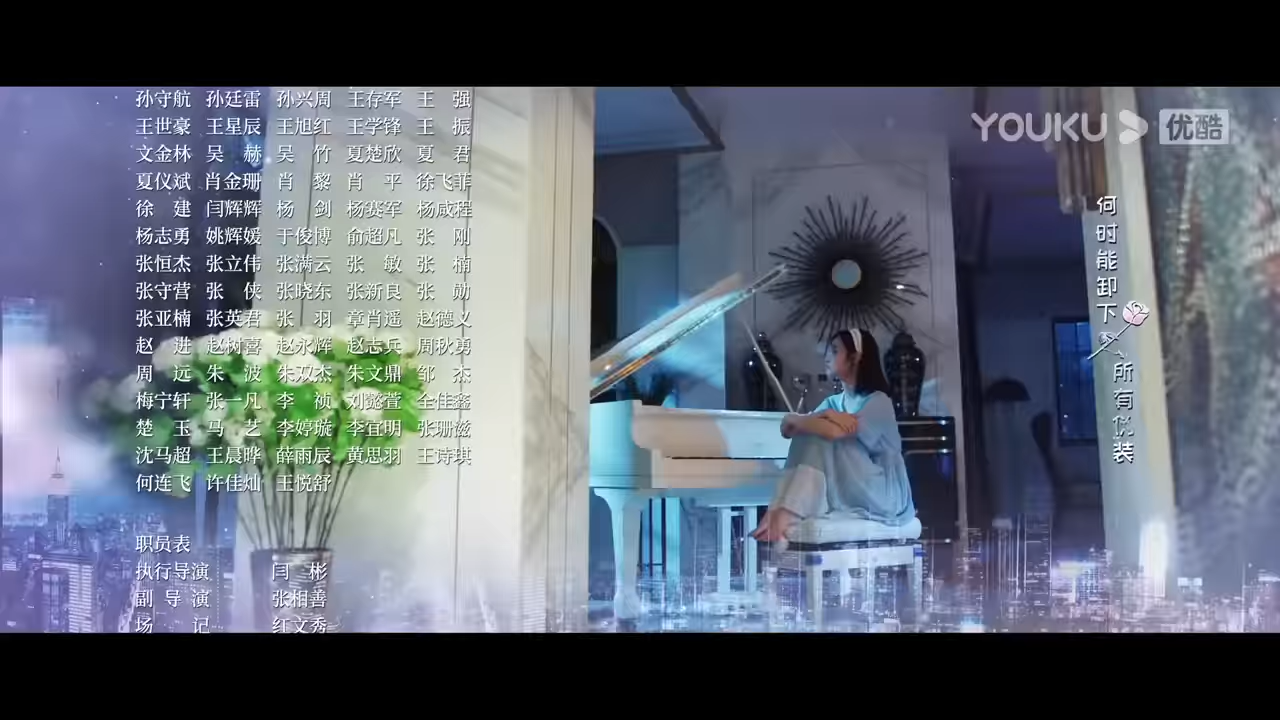 孙守航 孙廷雷 孙兴周 王存军 王 强
王世豪 王星辰 王旭红 王学锋 王 振
文金林 吴 赫 吴 竹 夏楚欣 夏 君
夏仪斌 肖金珊 肖 黎 肖 平 徐飞菲
徐 建 闫辉辉 杨 剑 杨赛军 杨咸程
杨志勇 姚辉媛 于俊博 俞超凡 张 刚
张恒杰 张立伟 张满云 张 敏 张 楠
张守营 张 侠 张晓东 张新良 张 勋
张亚楠 张英君 张 羽 章肖遥 赵德义
赵 进 赵树喜 赵永辉 赵志兵 周秋勇
周 远 朱 波 朱双杰 朱文鼎 邹 杰
梅宁轩 张一凡 李 祯 刘懿萱 全佳鑫
楚 玉 马 艺 李婷璇 李宜明 张珊滋
沈马超 王晨晔 薛雨辰 黄思羽 王诗琪
何连飞 许佳灿 王悦舒
职员表
执行导演 闫 彬
副 导 演 张相善
场 记 红文秀
YOUKU 优酷
何时能卸下
所有伪装